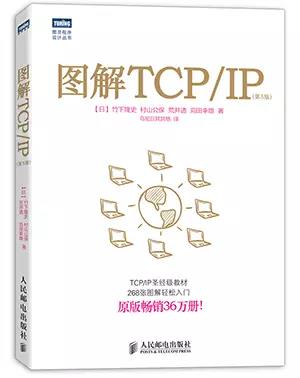 TURING
图灵程序
设计丛书
图解TCP/IP
(第5版)
【日】竹下隆史 村山公保 荒井透 苅田幸雄 著
乌尼日其其格 译
TCP/IP圣经级教材
268张图解轻松入门
原版畅销36万册!
人民邮电出版社
POSTS & TELECOM PRESS
图解TCP/IP
(第5版)
人民邮电出版社